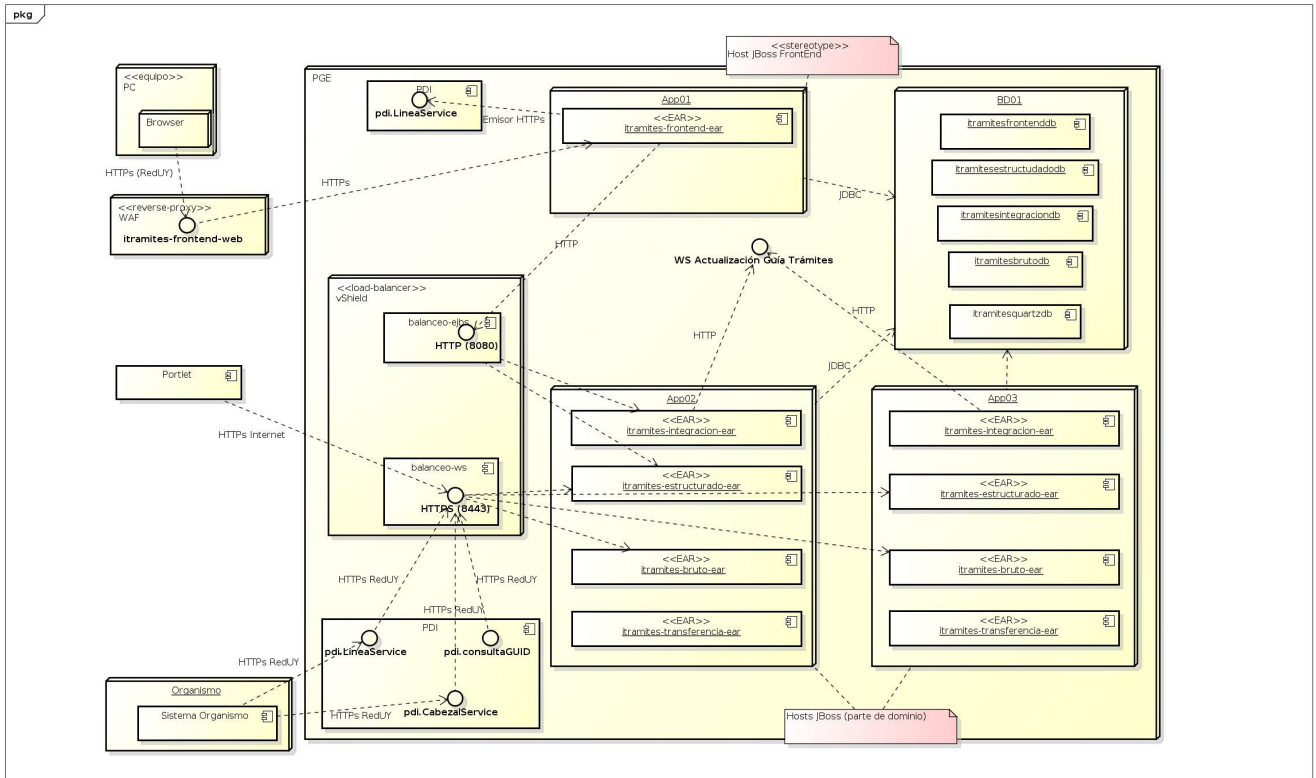 pkg
<<stereotype>>
Host JBoss FrontEnd
<<equipo>>
PC
Browser
HTTPs (RedUY)
<<reverse-proxy>>
WAF
itramites-frontend-web
HTTPs
PGE
PDI
pdi.LineaService
Emisor HTTPs
App01
<<EAR>>
itramites-frontend-ear
HTTP
JDBC
BD01
itramitesfrontenddb
itramitesestructudadodb
itramitesintegraciondb
itramitesbrutodb
itramitesquartzdb
WS Actualización Guía Trámites
HTTP
HTTP
JDBC
<<load-balancer>>
vShield
balanceo-ejbs
HTTP (8080)
balanceo-ws
HTTPS (8443)
Portlet
HTTPs Internet
App02
<<EAR>>
itramites-integracion-ear
<<EAR>>
itramites-estructurado-ear
<<EAR>>
itramites-bruto-ear
<<EAR>>
itramites-transferencia-ear
App03
<<EAR>>
itramites-integracion-ear
<<EAR>>
itramites-estructurado-ear
<<EAR>>
itramites-bruto-ear
<<EAR>>
itramites-transferencia-ear
HTTPs RedUY
HTTPs RedUY
HTTPs RedUY
PDI
pdi.LineaService
pdi.consultaGUID
pdi.CabezalService
HTTPs RedUY
HTTPs RedUY
Organismo
Sistema Organismo
Hosts JBoss (parte de dominio)